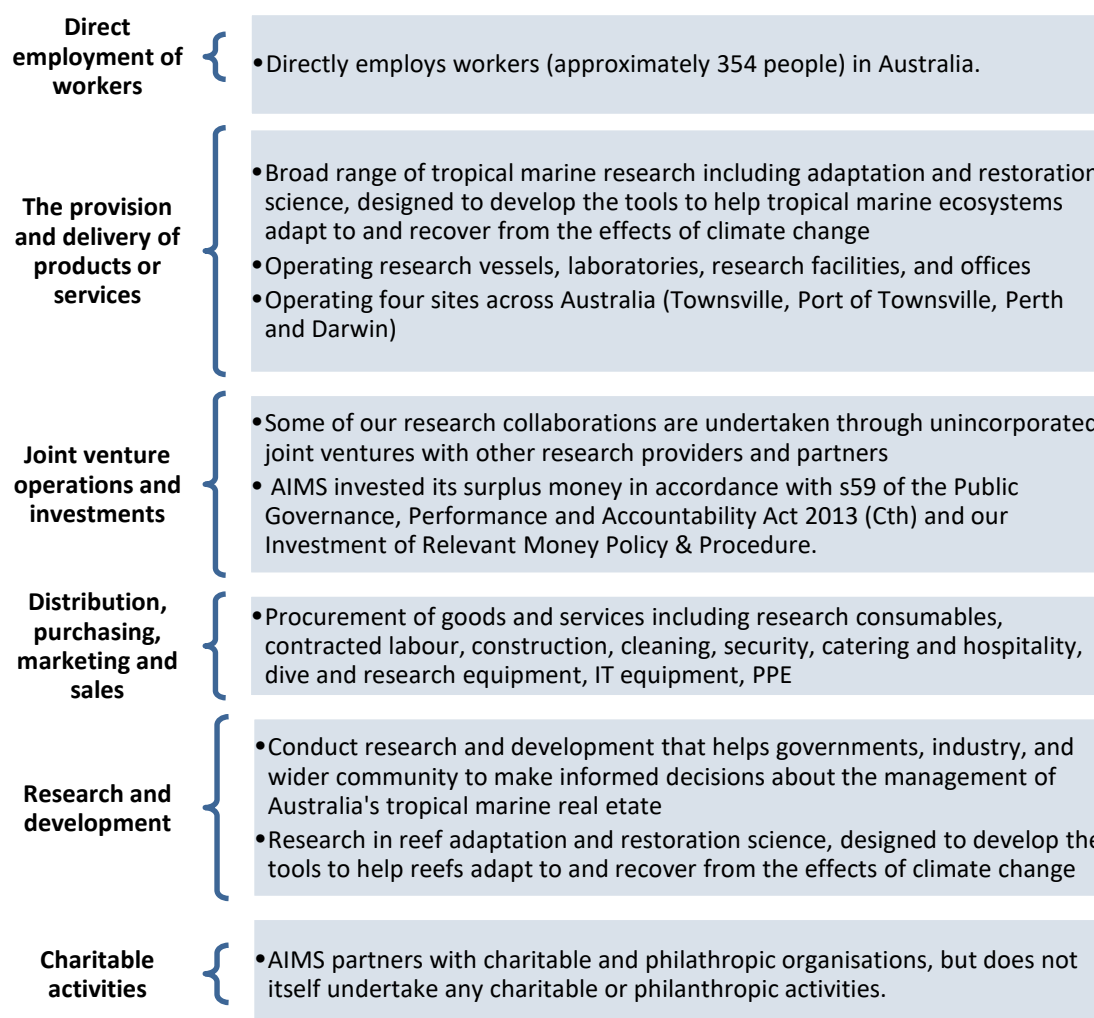 Direct
employment of
workers
•Directly employs workers (approximately 354 people) in Australia.
The provision
and delivery of
products or
services
•Broad range of tropical marine research including adaptation and restoration
science, designed to develop the tools to help tropical marine ecosystems
adapt to and recover from the effects of climate change
•Operating research vessels, laboratories, research facilities, and offices
•Operating four sites across Australia (Townsville, Port of Townsville, Perth
and Darwin)
Joint venture
operations and
investments
•Some of our research collaborations are undertaken through unincorporated
joint ventures with other research providers and partners
• AIMS invested its surplus money in accordance with s59 of the Public
Governance, Performance and Accountability Act 2013 (Cth) and our
Investment of Relevant Money Policy & Procedure.
Distribution,
purchasing,
marketing and
sales
•Procurement of goods and services including research consumables,
contracted labour, construction, cleaning, security, catering and hospitality,
dive and research equipment, IT equipment, PPE
Research and
development
•Conduct research and development that helps governments, industry, and
wider community to make informed decisions about the management of
Australia's tropical marine real etate
•Research in reef adaptation and restoration science, designed to develop the
tools to help reefs adapt to and recover from the effects of climate change
Charitable
activities
•AIMS partners with charitable and philathropic organisations, but does not
itself undertake any charitable or philanthropic activities.